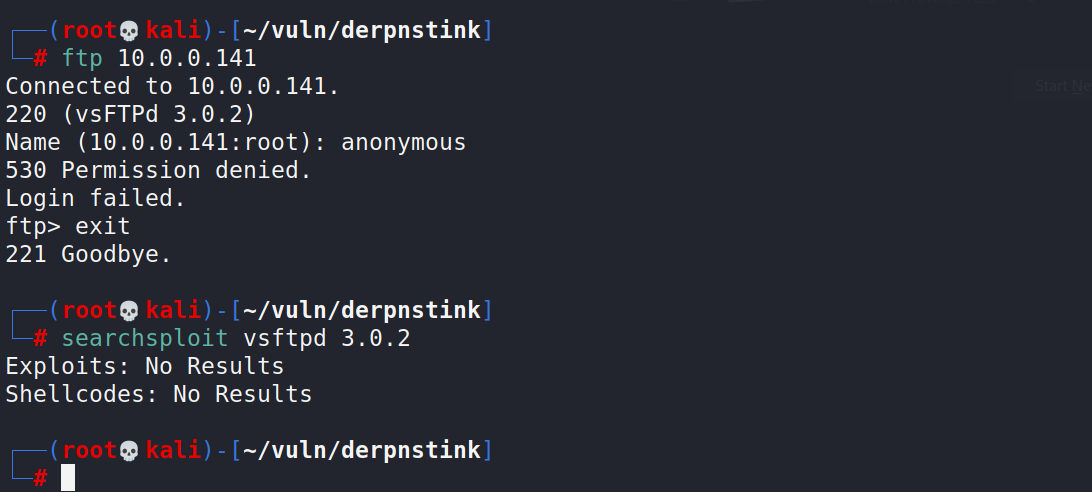 ┌──(root💀kali)-[~/vuln/derpnstink]
└─# ftp 10.0.0.141
Connected to 10.0.0.141.
220 (vsFTPd 3.0.2)
Name (10.0.0.141:root): anonymous
530 Permission denied.
Login failed.
ftp> exit
221 Goodbye.
┌──(root💀kali)-[~/vuln/derpnstink]
└─# searchsploit vsftpd 3.0.2
Exploits: No Results
Shellcodes: No Results
┌──(root💀kali)-[~/vuln/derpnstink]
└─#
Start Ne